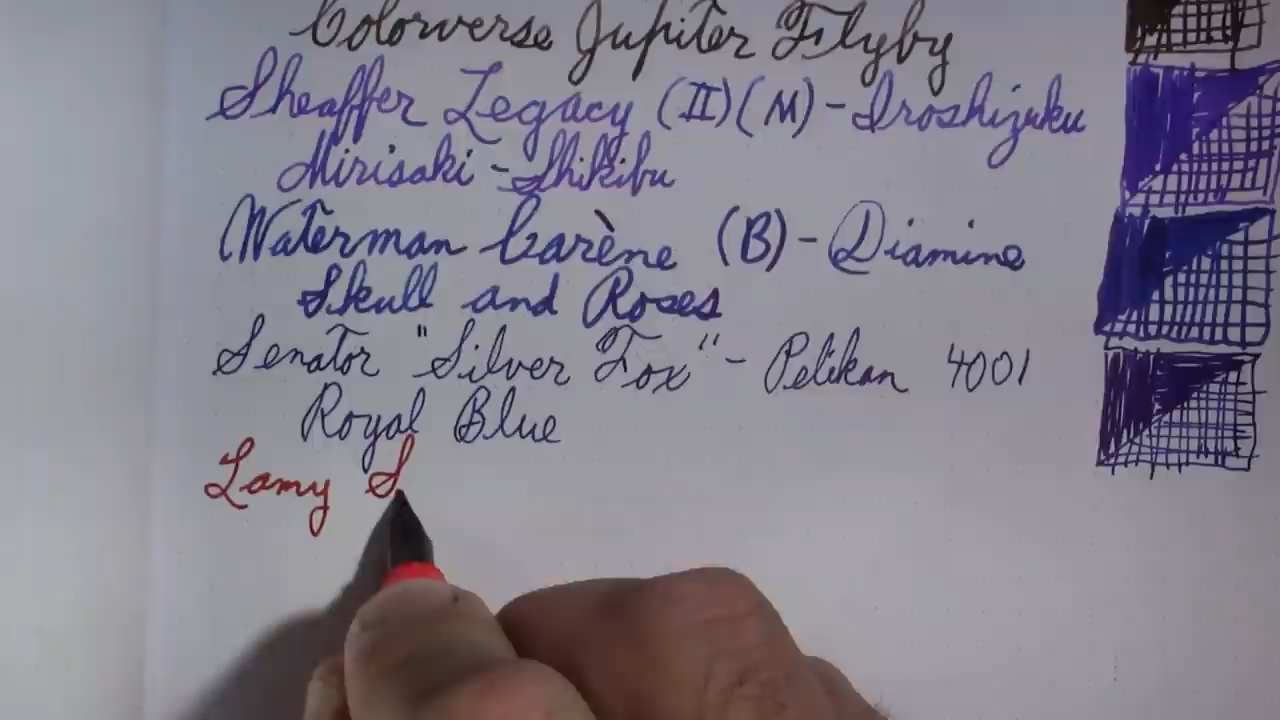 Colorverse Jupiter Flyby
Sheaffer Legacy (II)(M) - Iroshizuku
Mirisaki - Shikibu
Waterman Carène (B) - Diamine
Skull and Roses
Senator "Silver Fox" - Pelikan 4001
Royal Blue
Lamy S